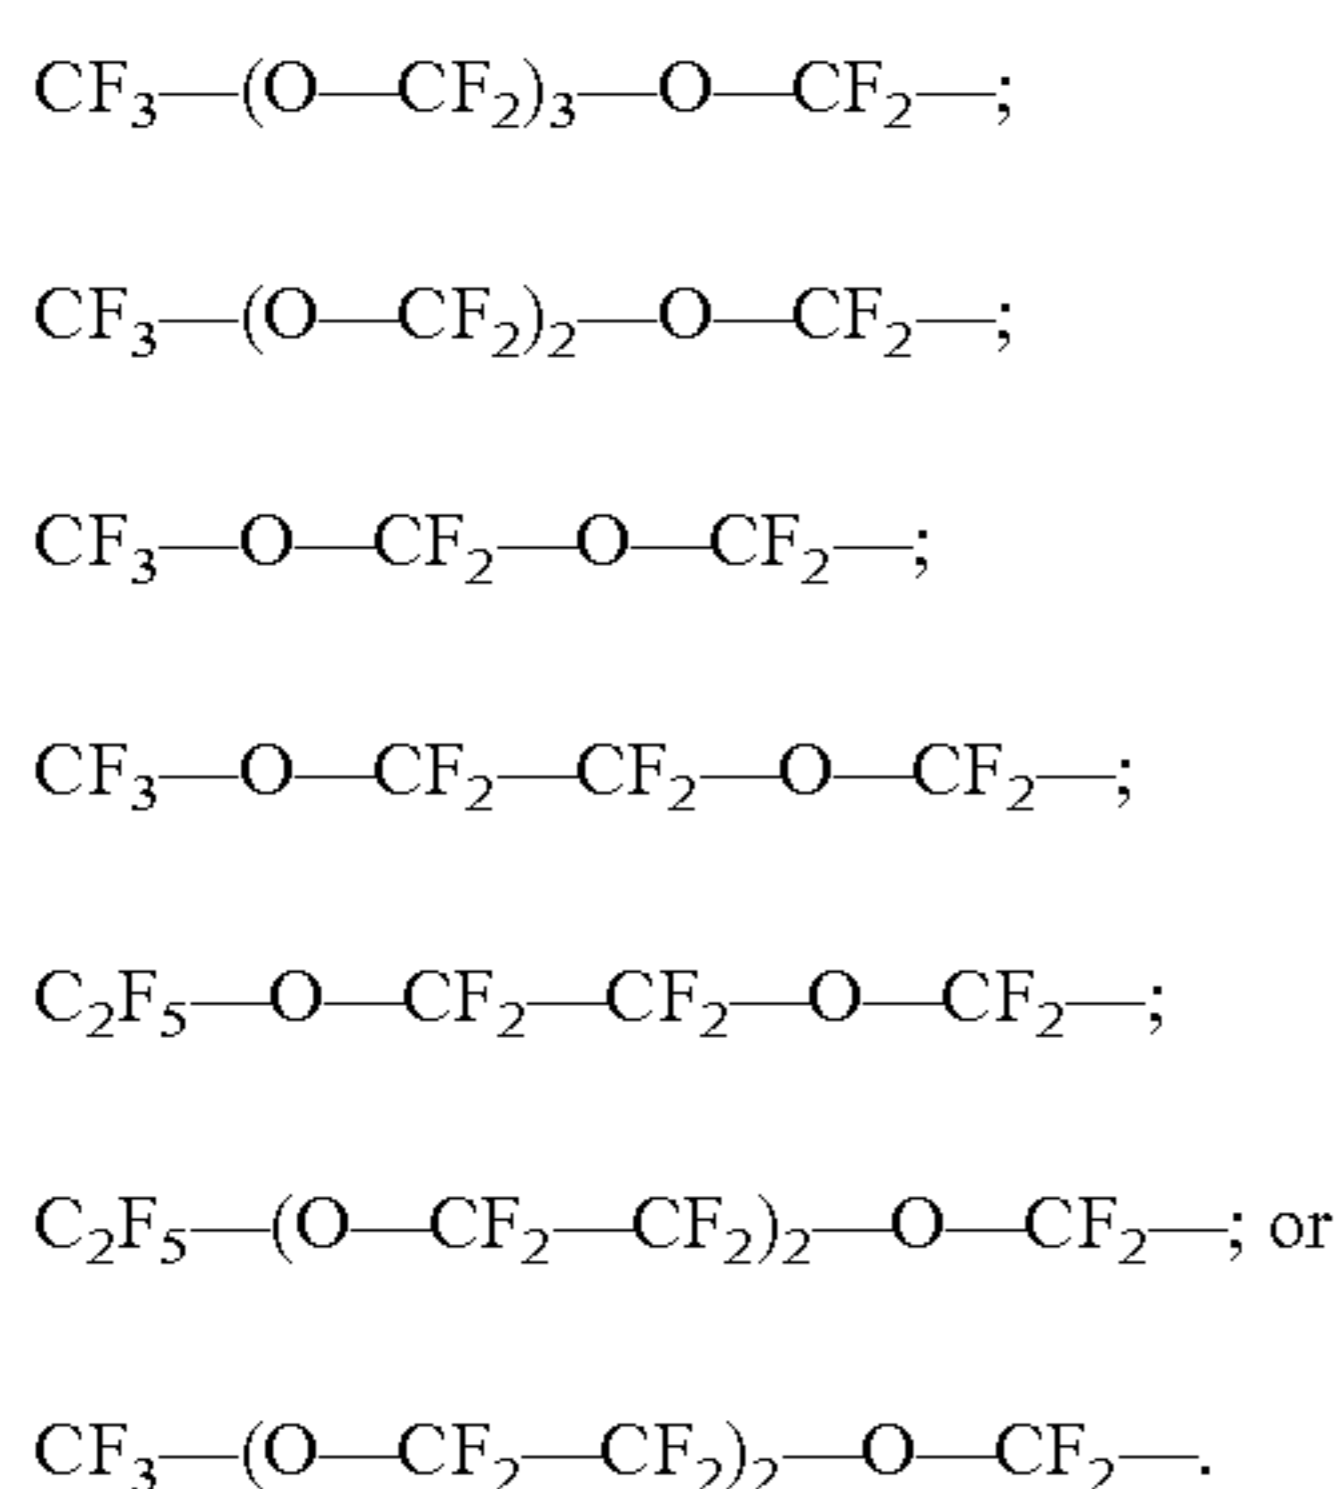 CF₃—(O—CF₂)₃—O—CF₂—;
CF₃—(O—CF₂)₂—O—CF₂—;
CF₃—O—CF₂—O—CF₂—;
CF₃—O—CF₂—CF₂—O—CF₂—;
C₂F₅—O—CF₂—CF₂—O—CF₂—;
C₂F₅—(O—CF₂—CF₂)₂—O—CF₂—; or
CF₃—(O—CF₂—CF₂)₂—O—CF₂—.